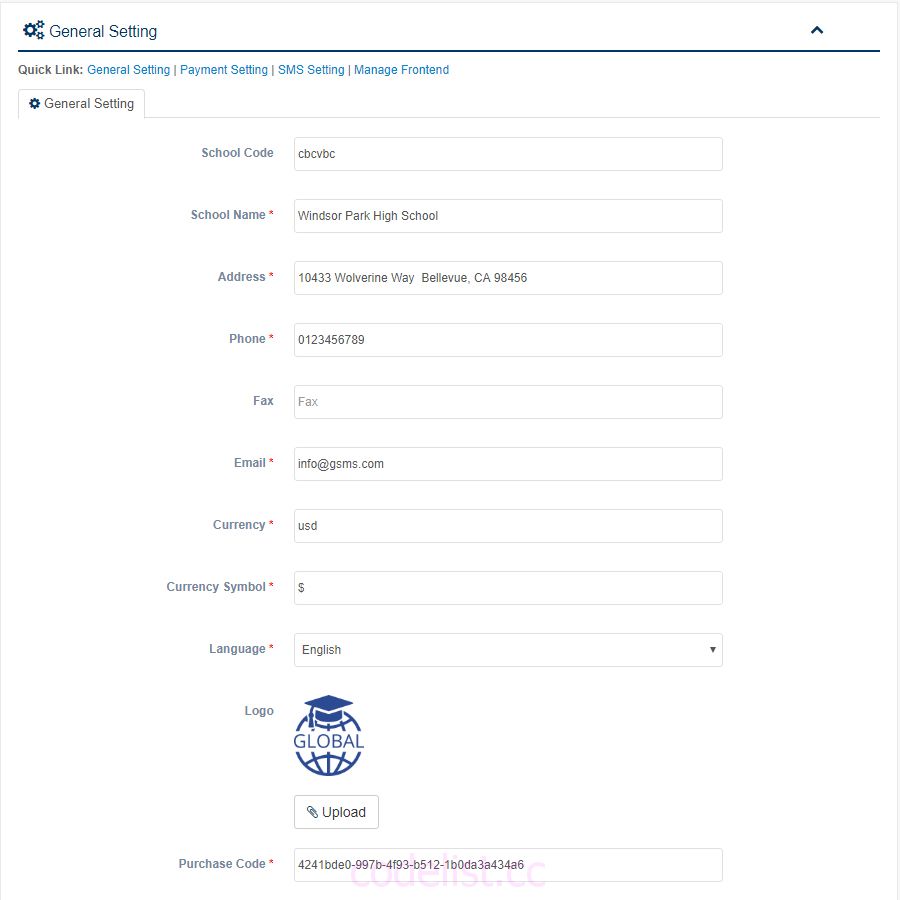 General Setting
Quick Link: General Setting | Payment Setting | SMS Setting | Manage Frontend
General Setting
School Code cbcvbc
School Name * Windsor Park High School
Address * 10433 Wolverine Way  Bellevue, CA 98456
Phone * 0123456789
Fax Fax
Email * info@gsms.com
Currency * usd
Currency Symbol * $
Language * English
Logo
GLOBAL
Upload
Purchase Code * 4241bde0-997b-4f93-b512-1b0da3a434a6
codelist.cc